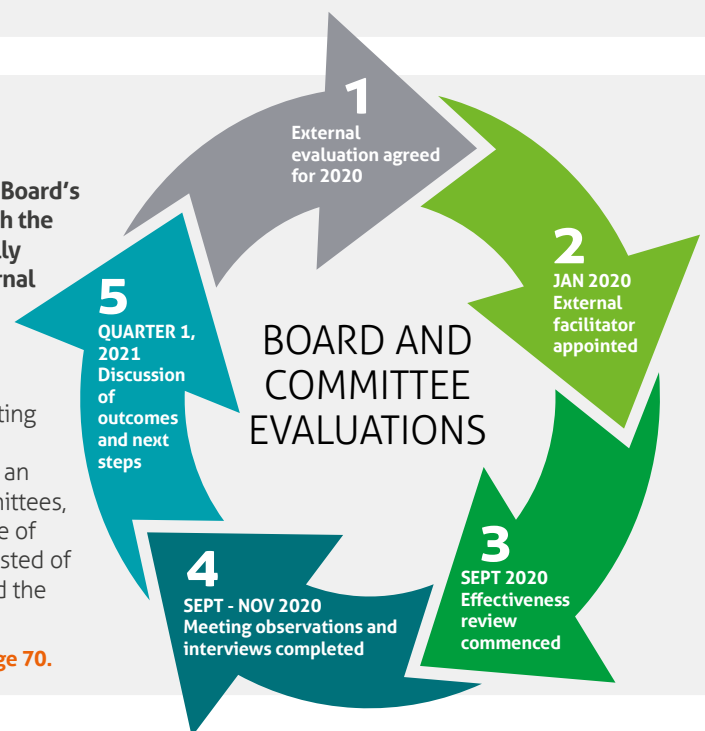 Board's
h the
lly
rnal
ting
an
mittees,
e of
sted of
d the
ge 70.
BOARD AND
COMMITTEE
EVALUATIONS
1
External
evaluation agreed
for 2020
2
JAN 2020
External
facilitator
appointed
3
SEPT 2020
Effectiveness
review
commenced
4
SEPT - NOV 2020
Meeting observations and
interviews completed
5
QUARTER 1,
2021
Discussion
of
outcomes
and next
steps